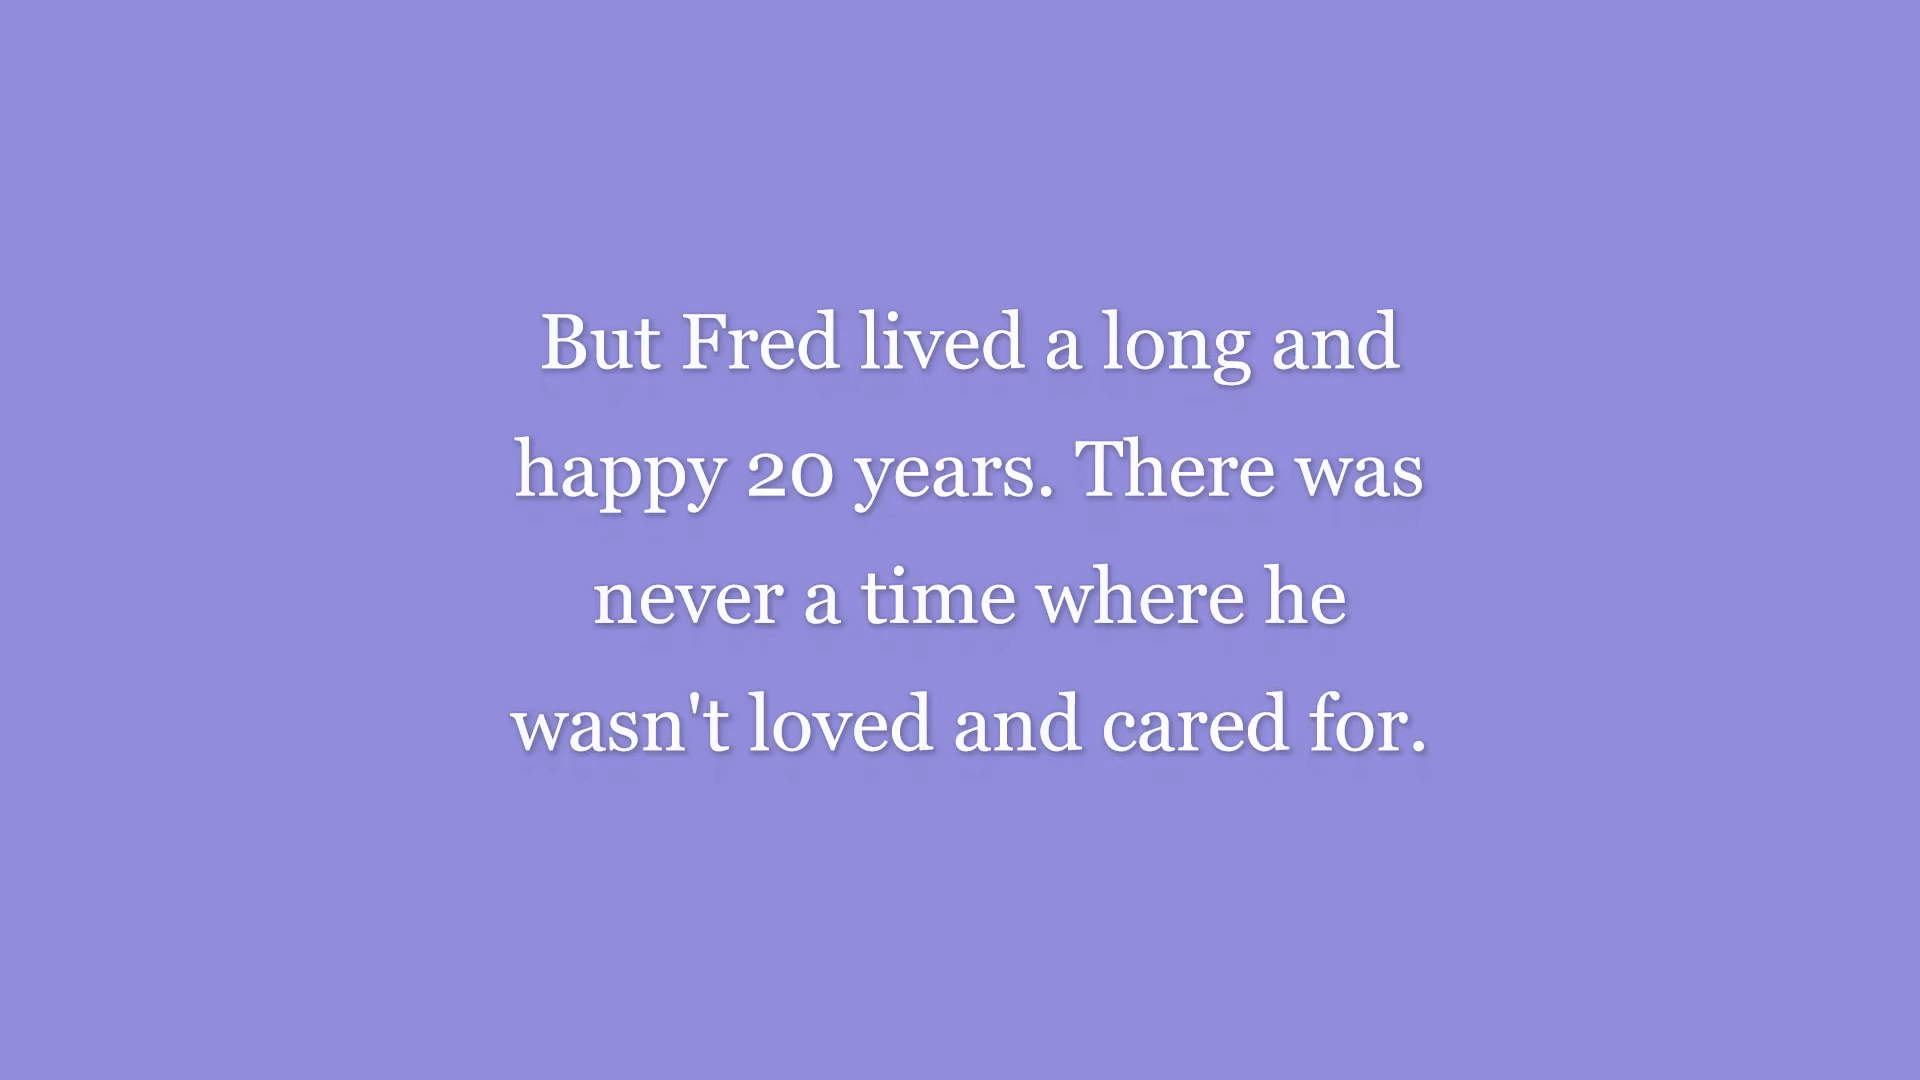 But Fred lived a long and
happy 20 years. There was
never a time where he
wasn't loved and cared for.